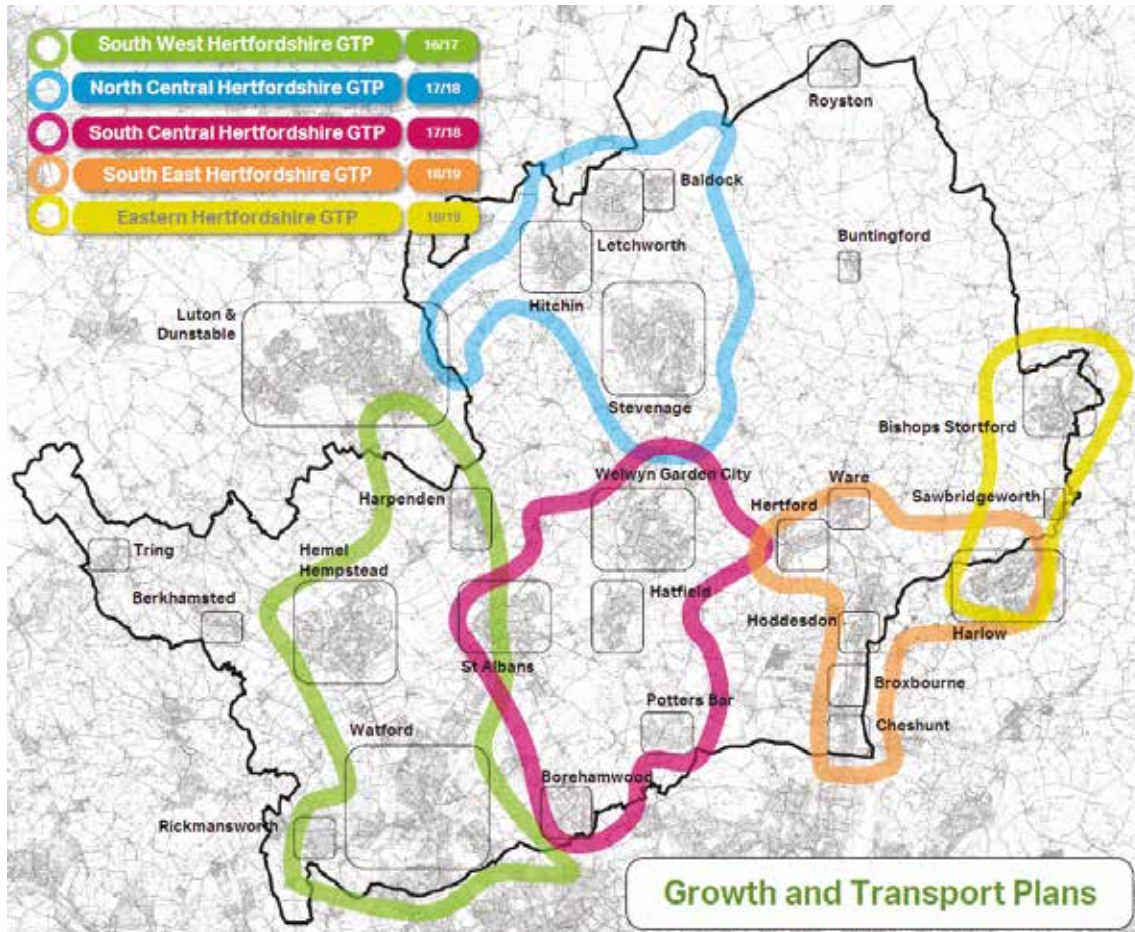 South West Hertfordshire GTP 16/17
North Central Hertfordshire GTP 17/18
South Central Hertfordshire GTP 17/18
South East Hertfordshire GTP 18/19
Eastern Hertfordshire GTP 18/19
Royston
Baldock
Letchworth
Buntingford
Hitchin
Luton &
Dunstable
Stevenage
Bishops Stortford
Welwyn Garden City
Ware
Harpenden
Hertford
Sawbridgeworth
Tring
Hemel
Hempstead
Berkhamsted
Hatfield
Hoddesdon
Harlow
St Albans
Broxbourne
Potters Bar
Cheshunt
Watford
Borehamwood
Rickmansworth
Growth and Transport Plans